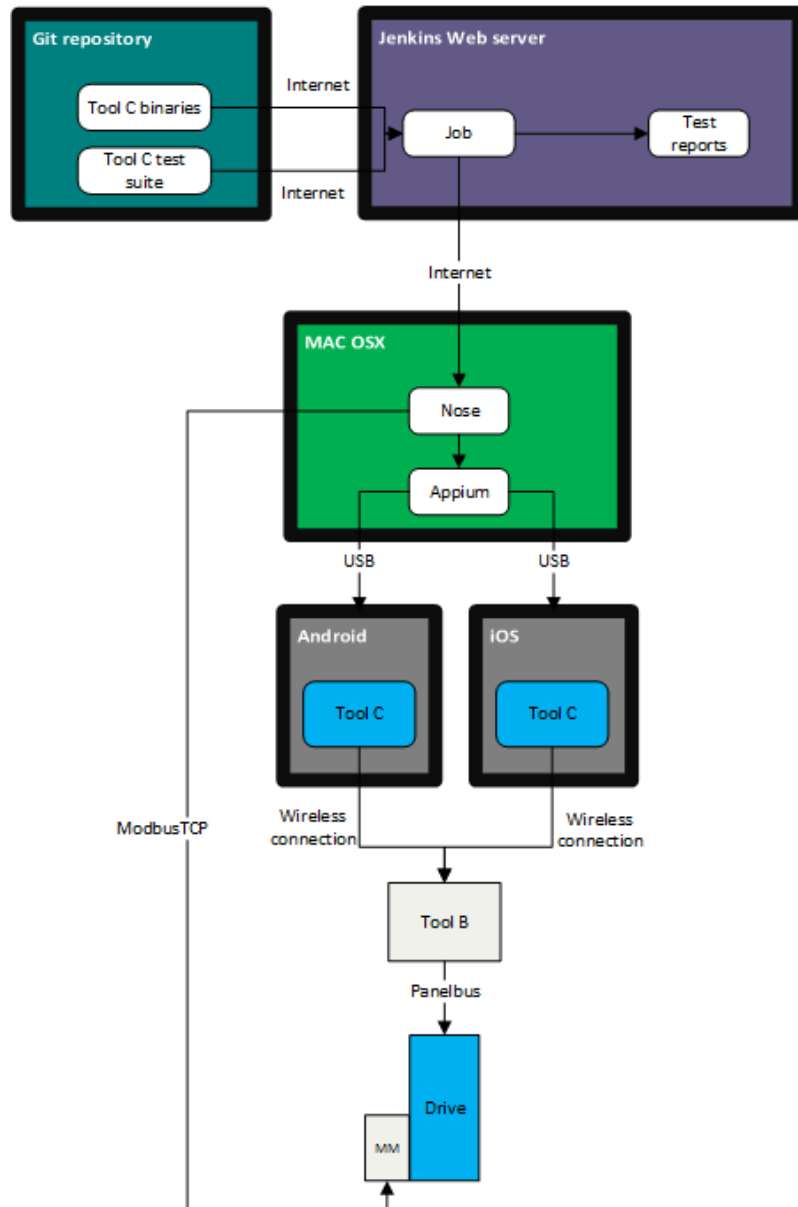 Git repository
Jenkins Web server
Tool C binaries
Internet
Job
Test
reports
Tool C test
suite
Internet
Internet
MAC OSX
Nose
Appium
USB
USB
Android
iOS
Tool C
Tool C
Wireless
connection
Wireless
connection
ModbusTCP
Tool B
Panelbus
Drive
MM